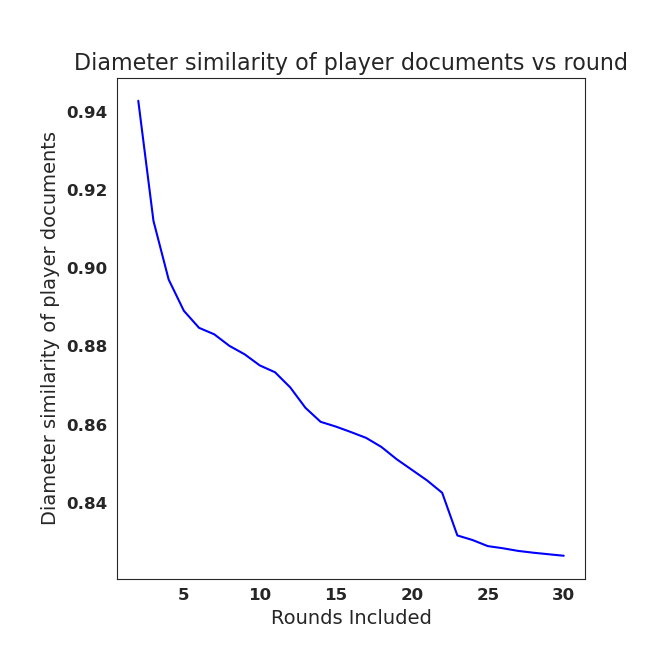 Diameter similarity of player documents vs round
Diameter similarity of player documents
0.94
0.92
0.90
0.88
0.86
0.84
5 10 15 20 25 30
Rounds Included